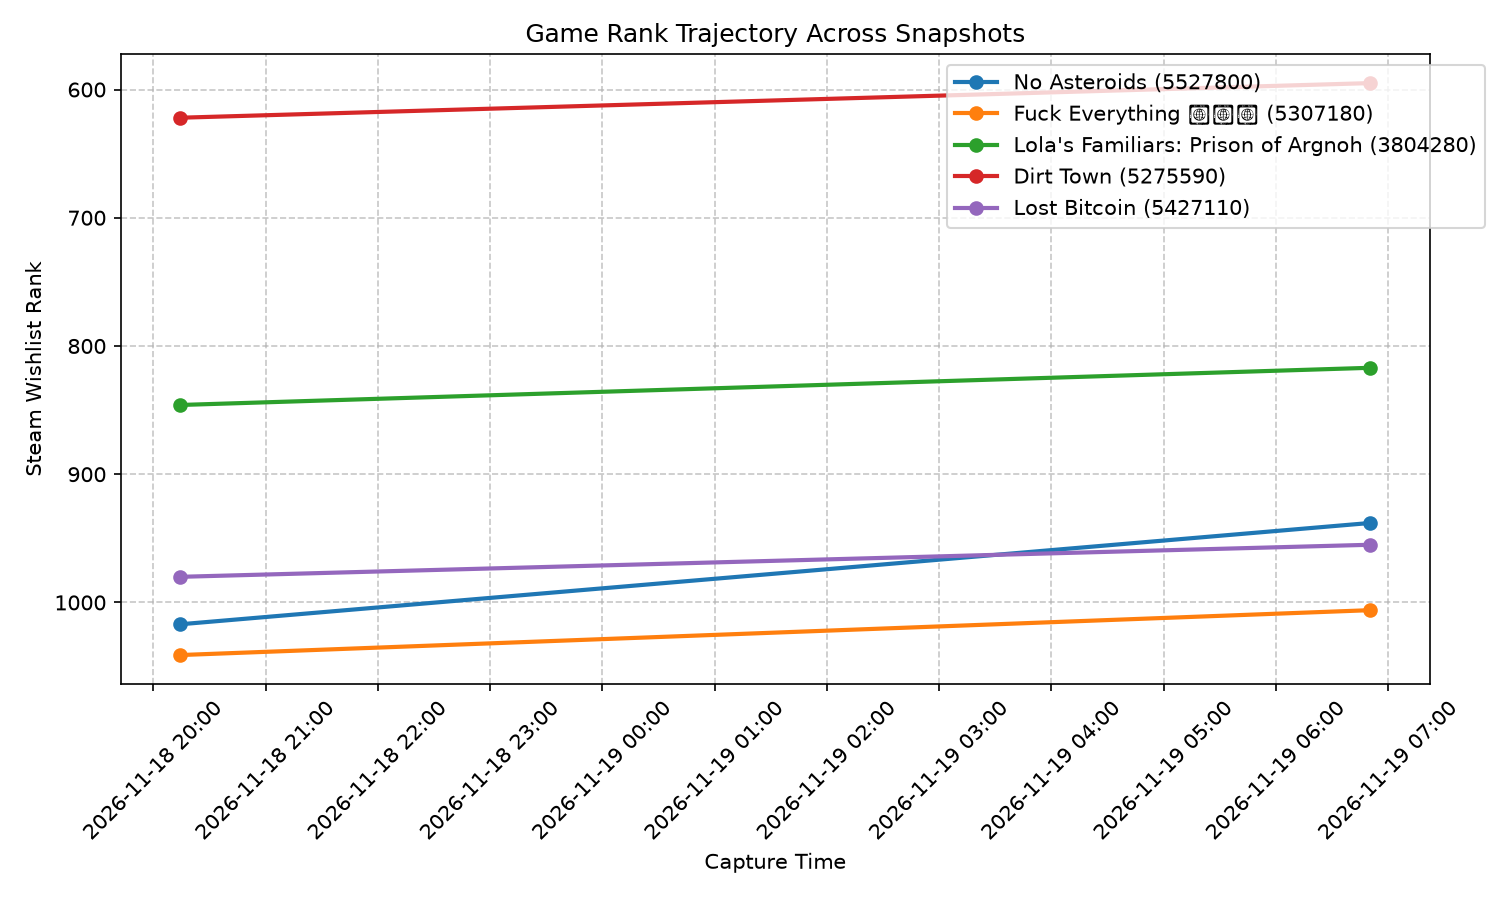 Game Rank Trajectory Across Snapshots
No Asteroids (5527800)
Fuck Everything 🌐🌐🌐 (5307180)
Lola's Familiars: Prison of Argnoh (3804280)
Dirt Town (5275590)
Lost Bitcoin (5427110)
Steam Wishlist Rank
600
700
800
900
1000
2026-11-18 20:00
2026-11-18 21:00
2026-11-18 22:00
2026-11-18 23:00
2026-11-19 00:00
2026-11-19 01:00
2026-11-19 02:00
2026-11-19 03:00
2026-11-19 04:00
2026-11-19 05:00
2026-11-19 06:00
2026-11-19 07:00
Capture Time